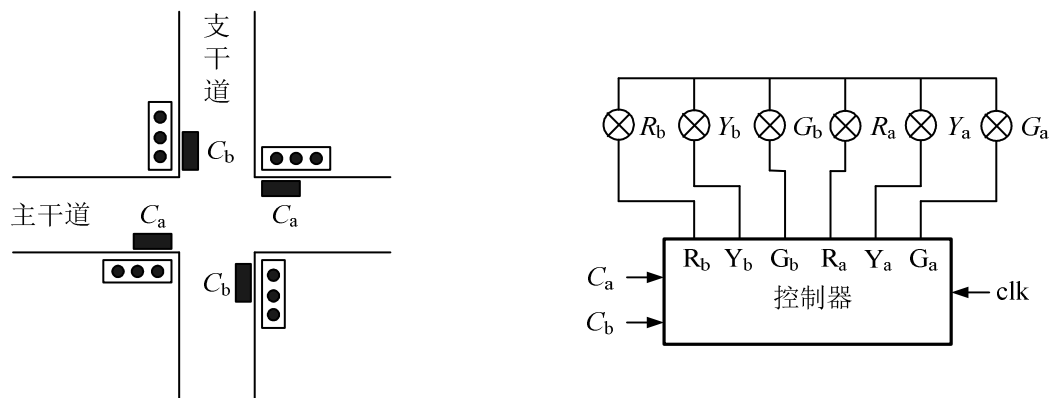 支干道
C_b
主干道
C_a
C_a
C_b
R_b Y_b G_b R_a Y_a G_a
R_b Y_b G_b R_a Y_a G_a
C_a
控制器
clk
C_b